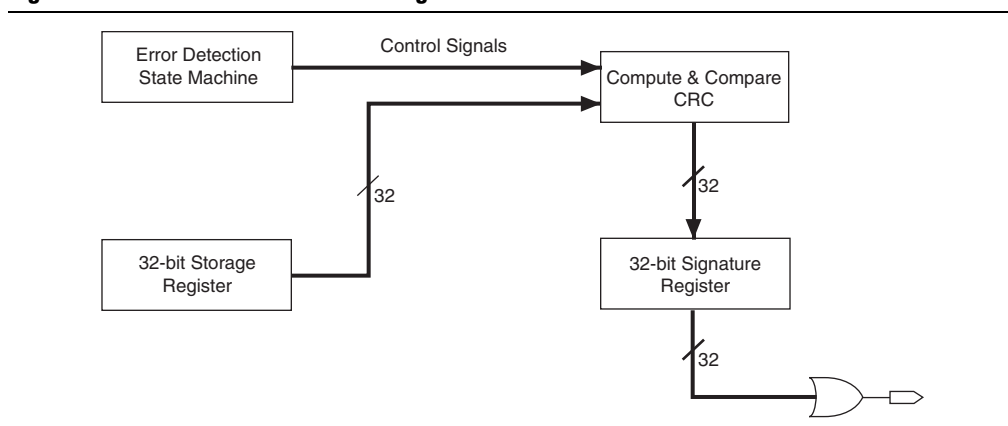 Error Detection
State Machine
Control Signals
Compute & Compare
CRC
32
32
32-bit Storage
Register
32-bit Signature
Register
32